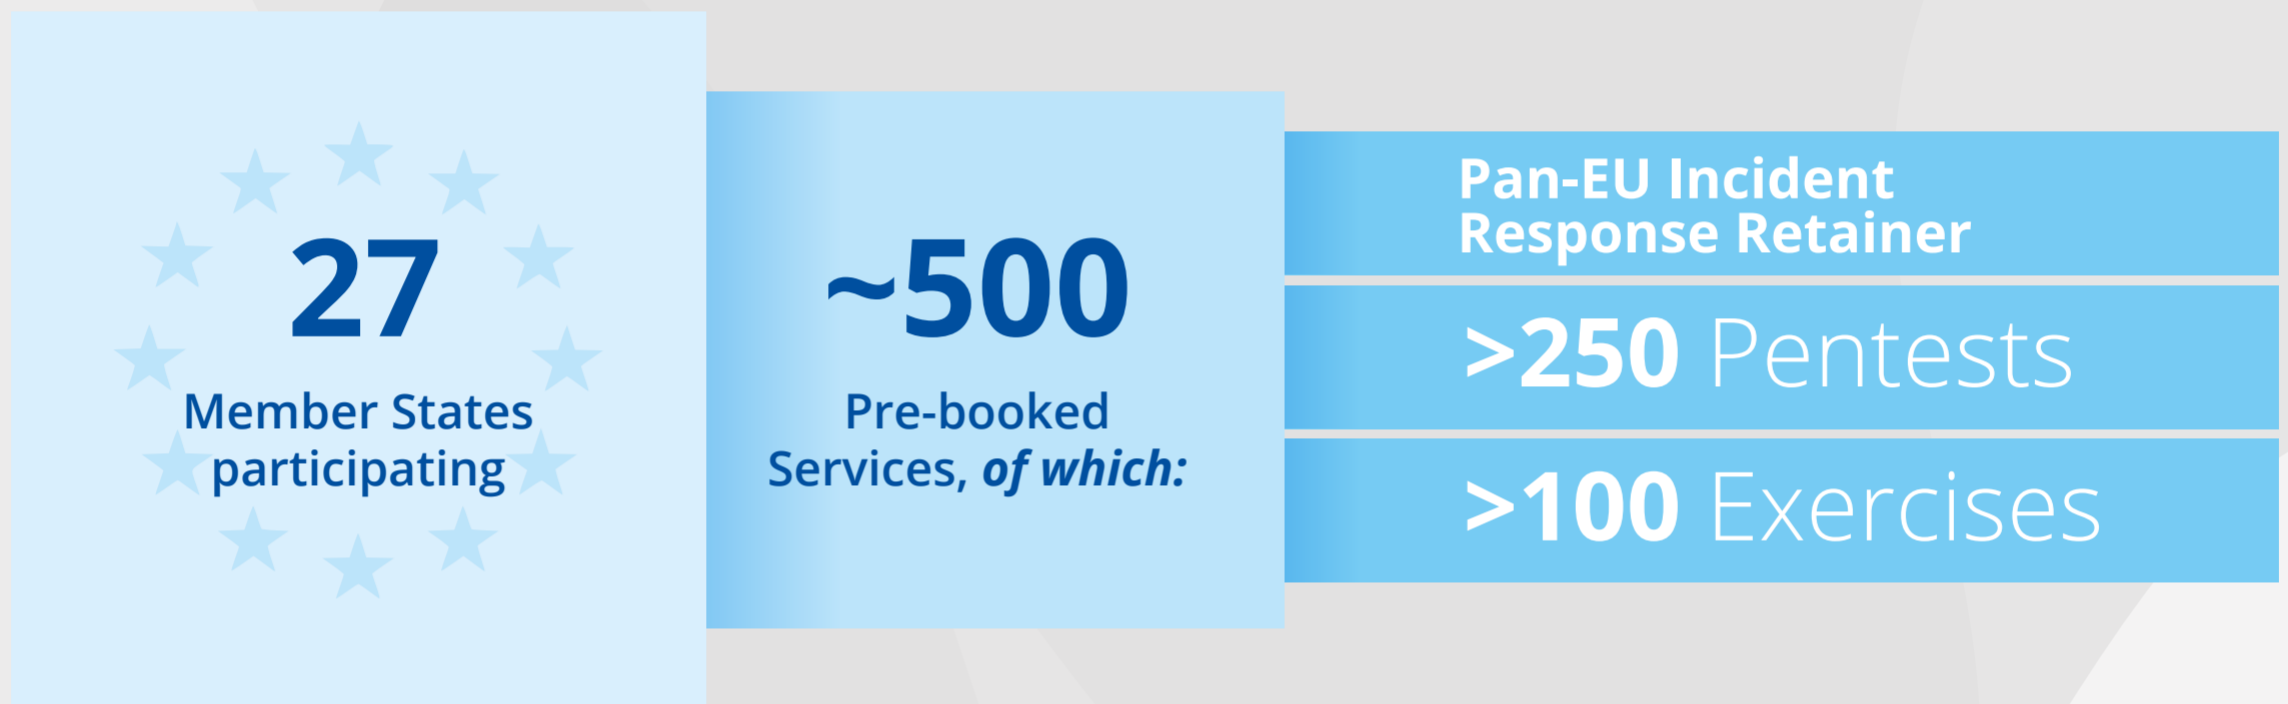 27
Member States
participating
~500
Pre-booked
Services, of which:
Pan-EU Incident
Response Retainer
>250 Pentests
>100 Exercises